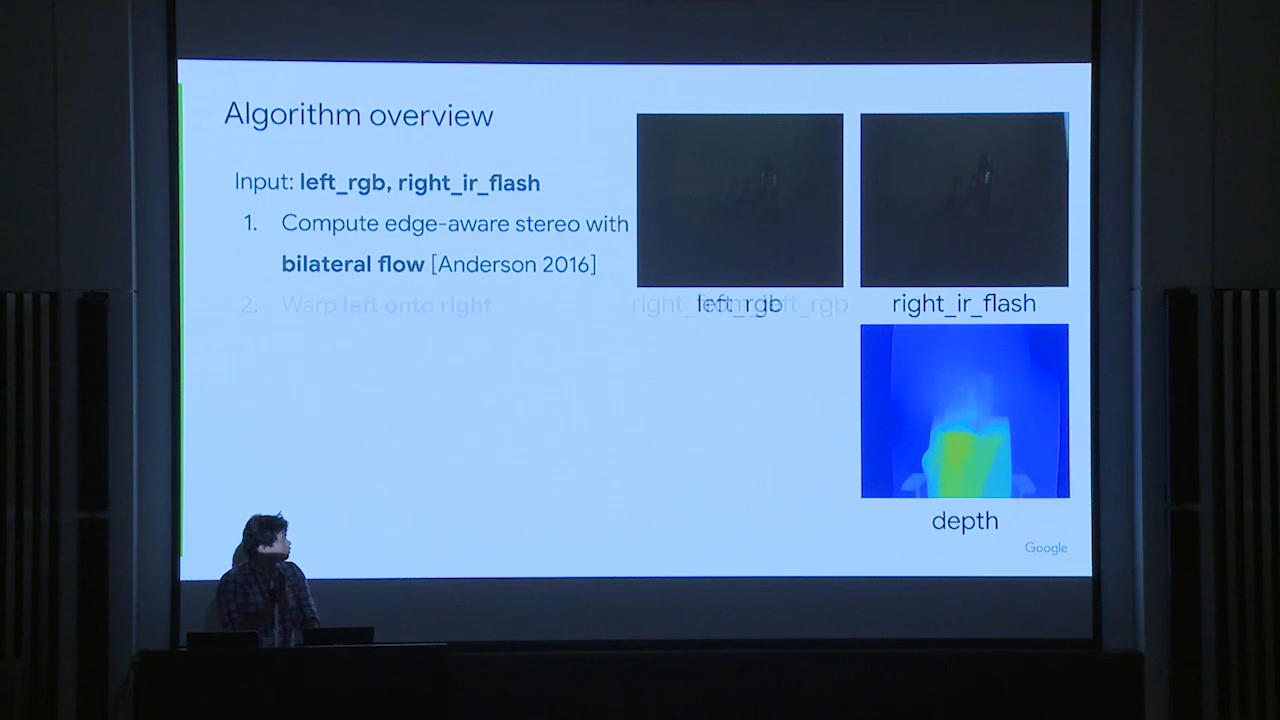 Algorithm overview
Input: left_rgb, right_ir_flash
1. Compute edge-aware stereo with
bilateral flow [Anderson 2016]
2. Warp left onto right
left_rgb
right_ir_flash
depth
Google